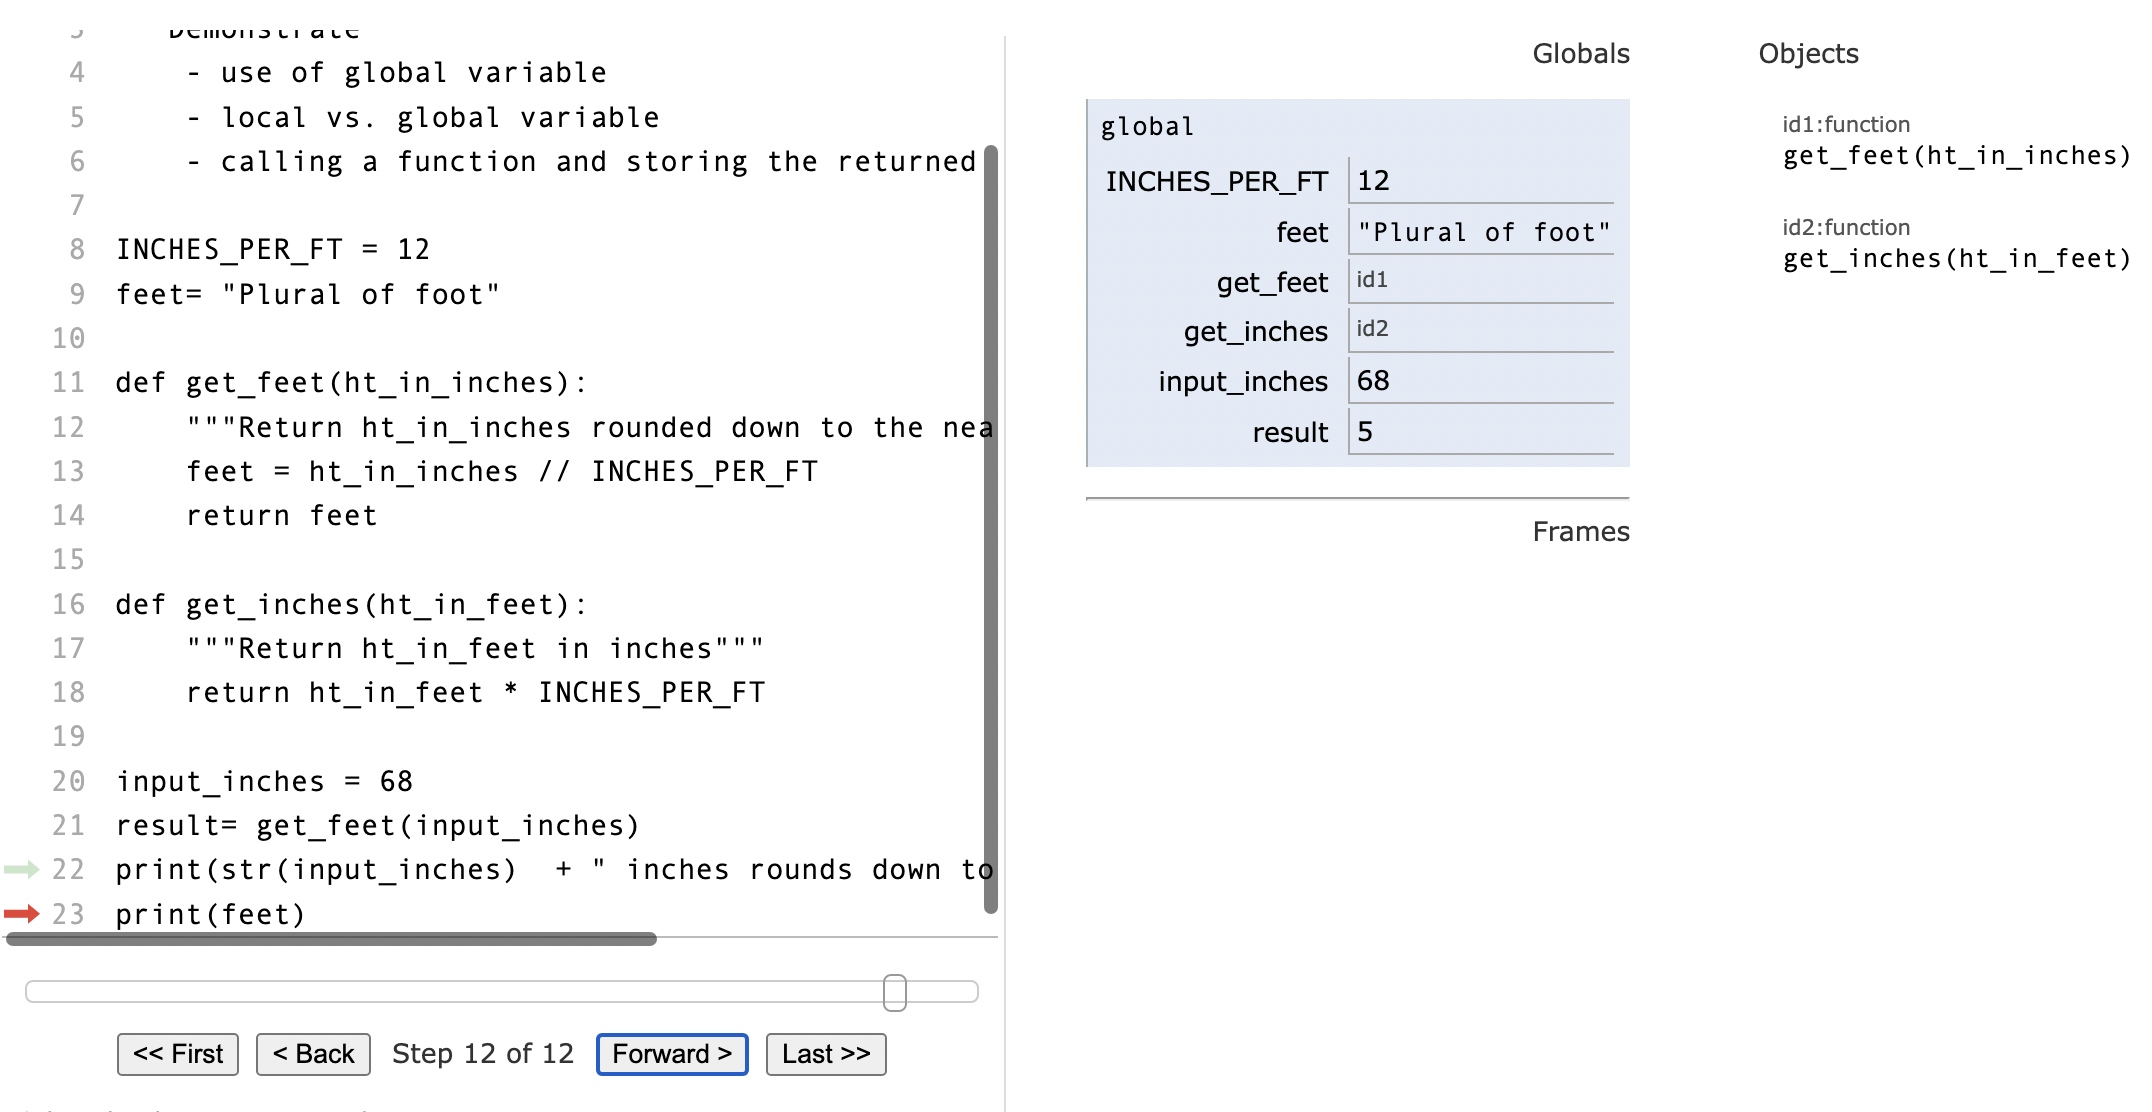 3 Demonstrate
4 - use of global variable
5 - local vs. global variable
6 - calling a function and storing the returned
7
8 INCHES_PER_FT = 12
9 feet= "Plural of foot"
10
11 def get_feet(ht_in_inches):
12 """Return ht_in_inches rounded down to the nea
13 feet = ht_in_inches // INCHES_PER_FT
14 return feet
15
16 def get_inches(ht_in_feet):
17 """Return ht_in_feet in inches"""
18 return ht_in_feet * INCHES_PER_FT
19
20 input_inches = 68
21 result= get_feet(input_inches)
22 print(str(input_inches)  + " inches rounds down to
23 print(feet)
<< First < Back Step 12 of 12 Forward > Last >>
Globals
global
INCHES_PER_FT 12
feet "Plural of foot"
get_feet id1
get_inches id2
input_inches 68
result 5
Frames
Objects
id1:function
get_feet(ht_in_inches)
id2:function
get_inches(ht_in_feet)